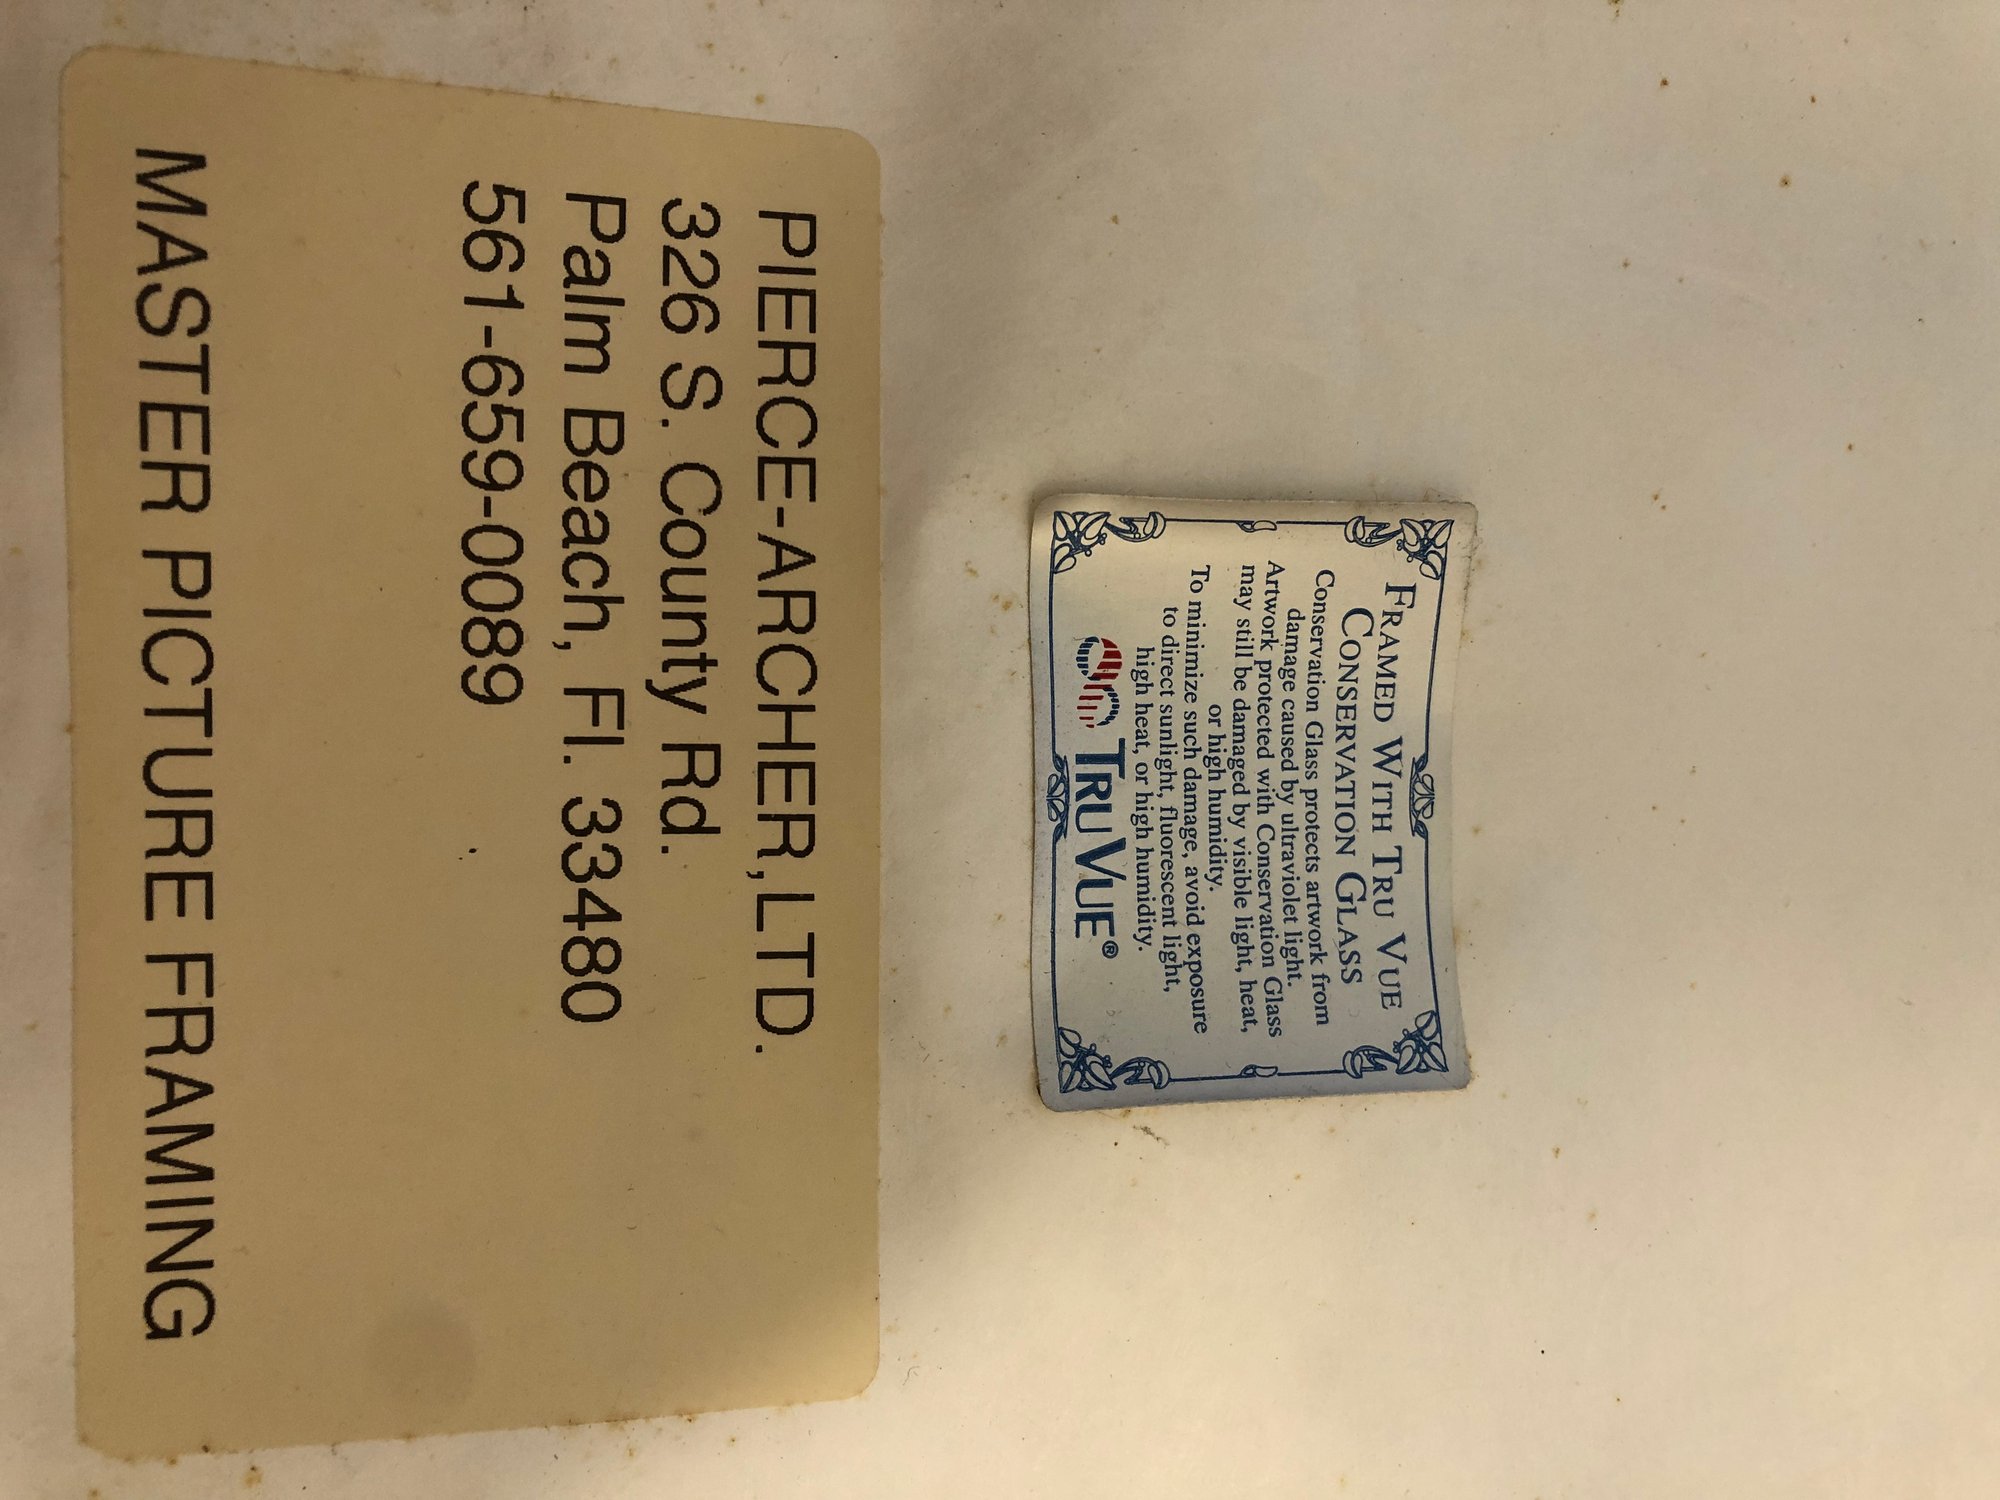 FRAMED WITH TRU VUE
CONSERVATION GLASS
Conservation Glass protects artwork from
damage caused by ultraviolet light.
Artwork protected with Conservation Glass
may still be damaged by visible light, heat,
or high humidity.
To minimize such damage, avoid exposure
to direct sunlight, fluorescent light,
high heat, or high humidity.
TRU VUE®
PIERCE-ARCHER,LTD.
326 S. County Rd.
Palm Beach, Fl. 33480
561-659-0089
MASTER PICTURE FRAMING